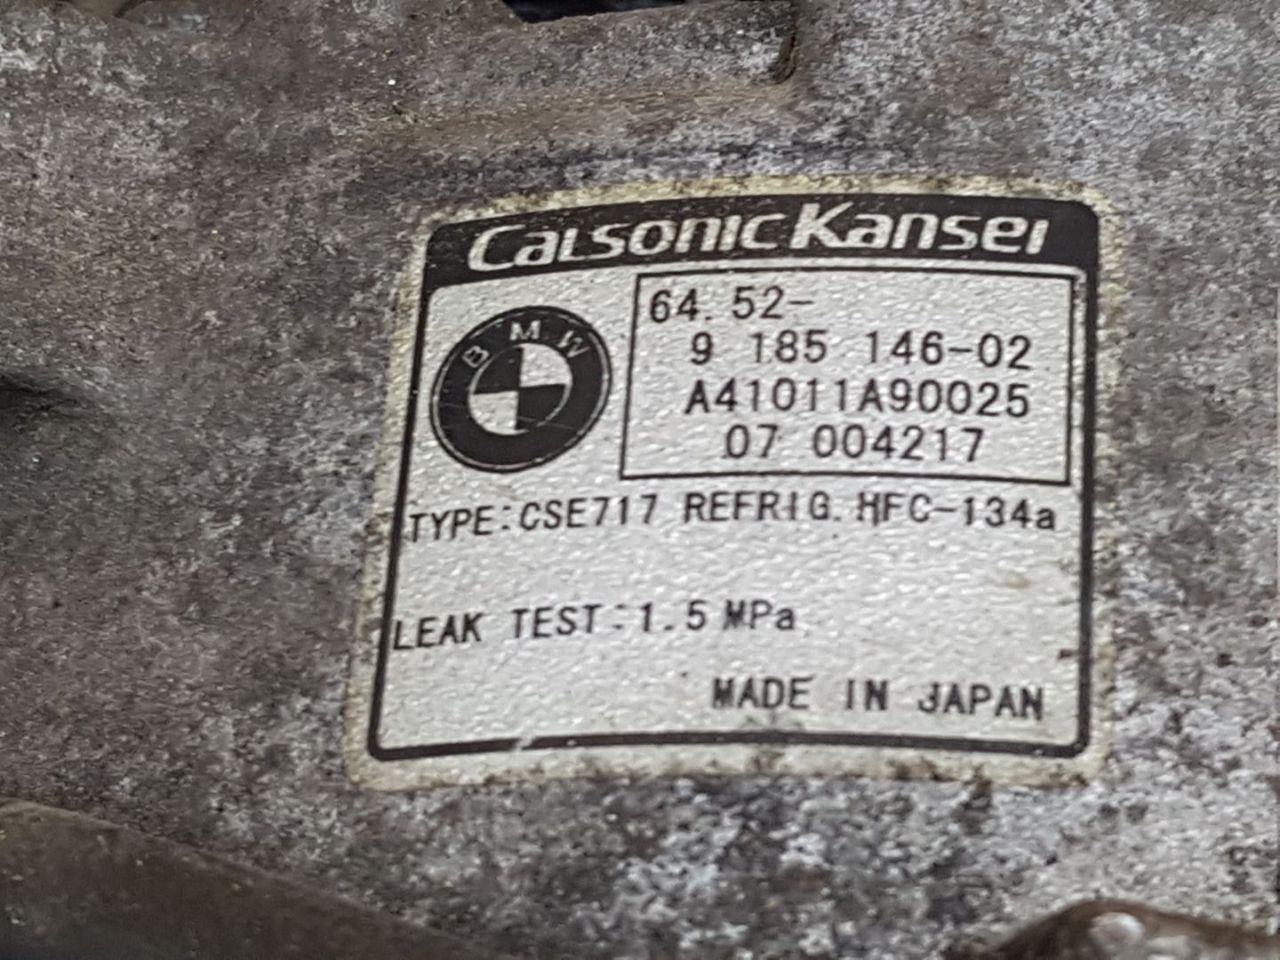 CalsonicKansei
BMW
64. 52-
9 185 146-02
A41011A90025
07 004217
TYPE:CSE717 REFRIG. HFC-134a
LEAK TEST:1.5 MPa
MADE IN JAPAN